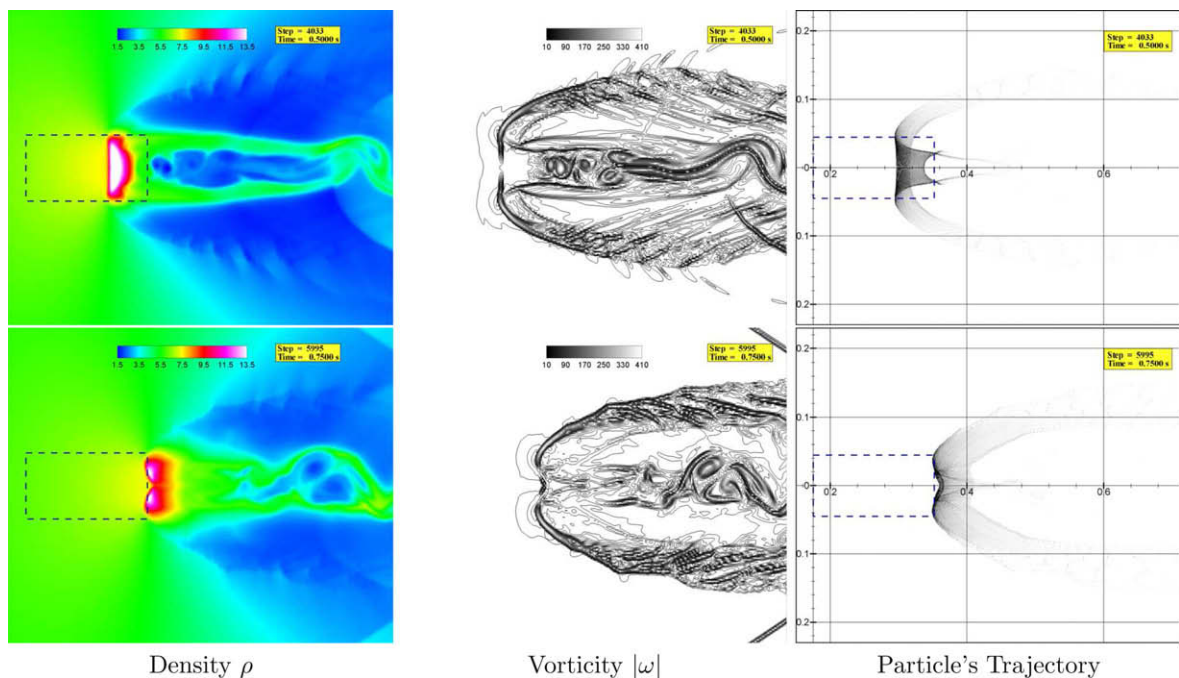 Step = 4033
Time = 0.5000 s
1.5 3.5 5.5 7.5 9.5 11.5 13.5
Step = 4033
Time = 0.5000 s
10 90 170 250 330 410
Step = 4033
Time = 0.5000 s
0.2
0.1
0
0.1
0.2
0.2 0.4 0.6
Step = 5995
Time = 0.7500 s
1.5 3.5 5.5 7.5 9.5 11.5 13.5
Step = 5995
Time = 0.7500 s
10 90 170 250 330 410
Step = 5995
Time = 0.7500 s
0.2
0.1
0
0.1
0.2
0.2 0.4 0.6
Density ρ
Vorticity |ω|
Particle's Trajectory